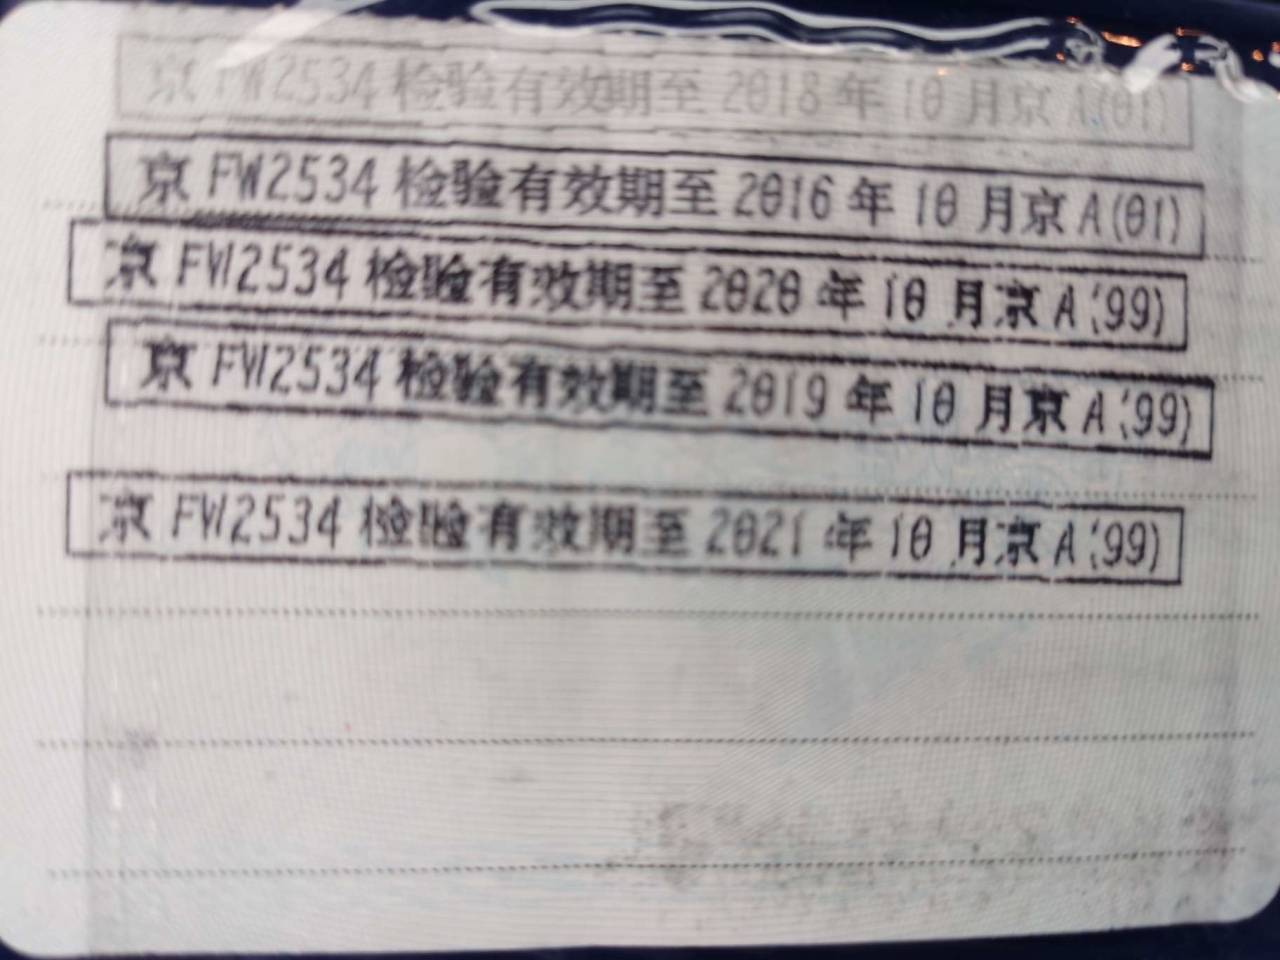 京 FW2534 检验有效期至 2018 年 10 月京 A(01)
京 FW2534 检验有效期至 2016 年 10 月京 A(01)
京 FW2534 检验有效期至 2020 年 10 月京 A(99)
京 FW2534 检验有效期至 2019 年 10 月京 A(99)
京 FW2534 检验有效期至 2021 年 10 月京 A(99)